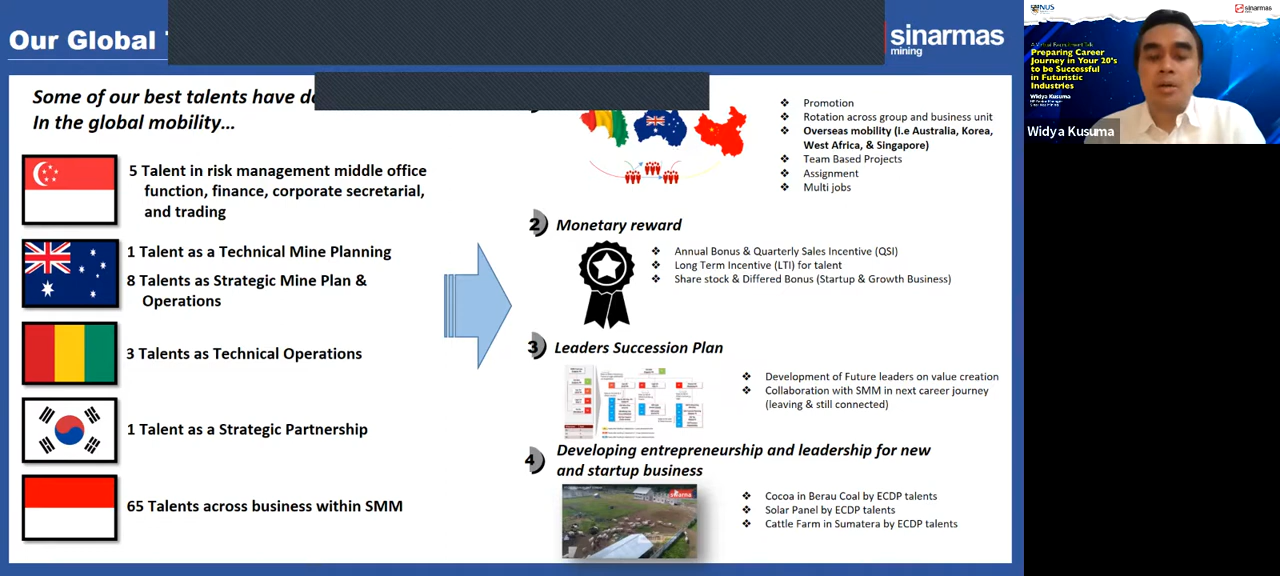 Our Global
sinarmas
mining
Some of our best talents have
In the global mobility...
5 Talent in risk management middle office
function, finance, corporate secretarial,
and trading
1 Talent as a Technical Mine Planning
8 Talents as Strategic Mine Plan &
Operations
3 Talents as Technical Operations
1 Talent as a Strategic Partnership
65 Talents across business within SMM
❖ Promotion
❖ Rotation across group and business unit
❖ Overseas mobility (I.e Australia, Korea,
West Africa, & Singapore)
❖ Team Based Projects
❖ Assignment
❖ Multi jobs
2 Monetary reward
❖ Annual Bonus & Quarterly Sales Incentive (QSI)
❖ Long Term Incentive (LTI) for talent
❖ Share stock & Differed Bonus (Startup & Growth Business)
3 Leaders Succession Plan
❖ Development of Future leaders on value creation
❖ Collaboration with SMM in next career journey
(leaving & still connected)
4 Developing entrepreneurship and leadership for new
and startup business
❖ Cocoa in Berau Coal by ECDP talents
❖ Solar Panel by ECDP talents
❖ Cattle Farm in Sumatera by ECDP talents
NUS
sinarmas
Preparing Career
Journey in Your 20's
to be Successful
in Futuristic
Industries
Widya Kusuma
Widya Kusuma